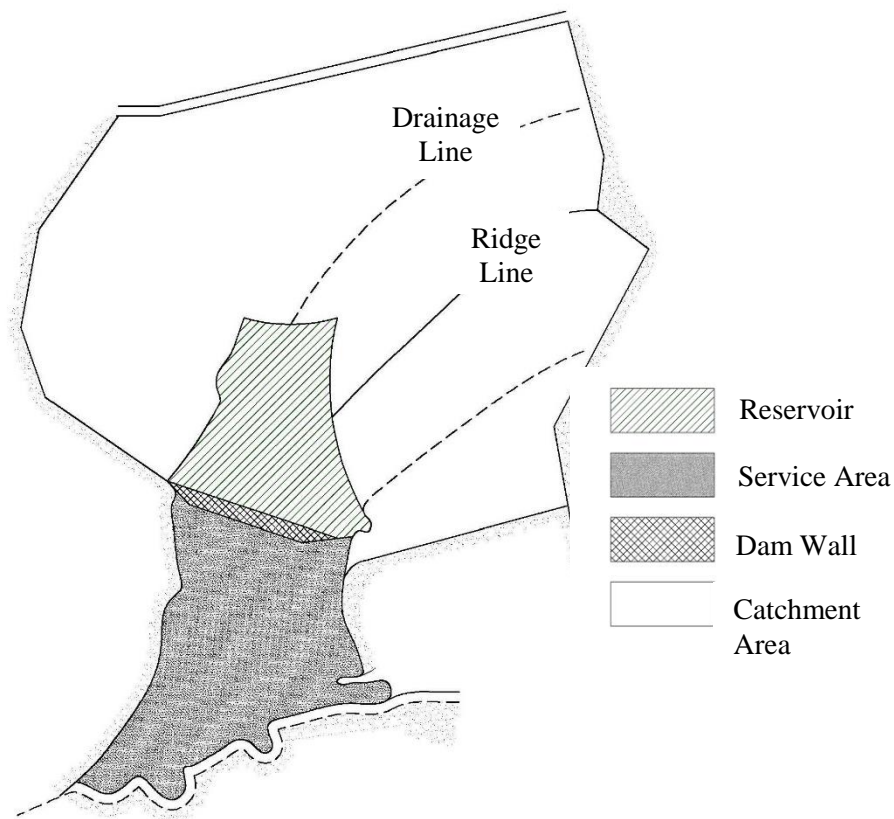 Drainage
Line
Ridge
Line
Reservoir
Service Area
Dam Wall
Catchment
Area